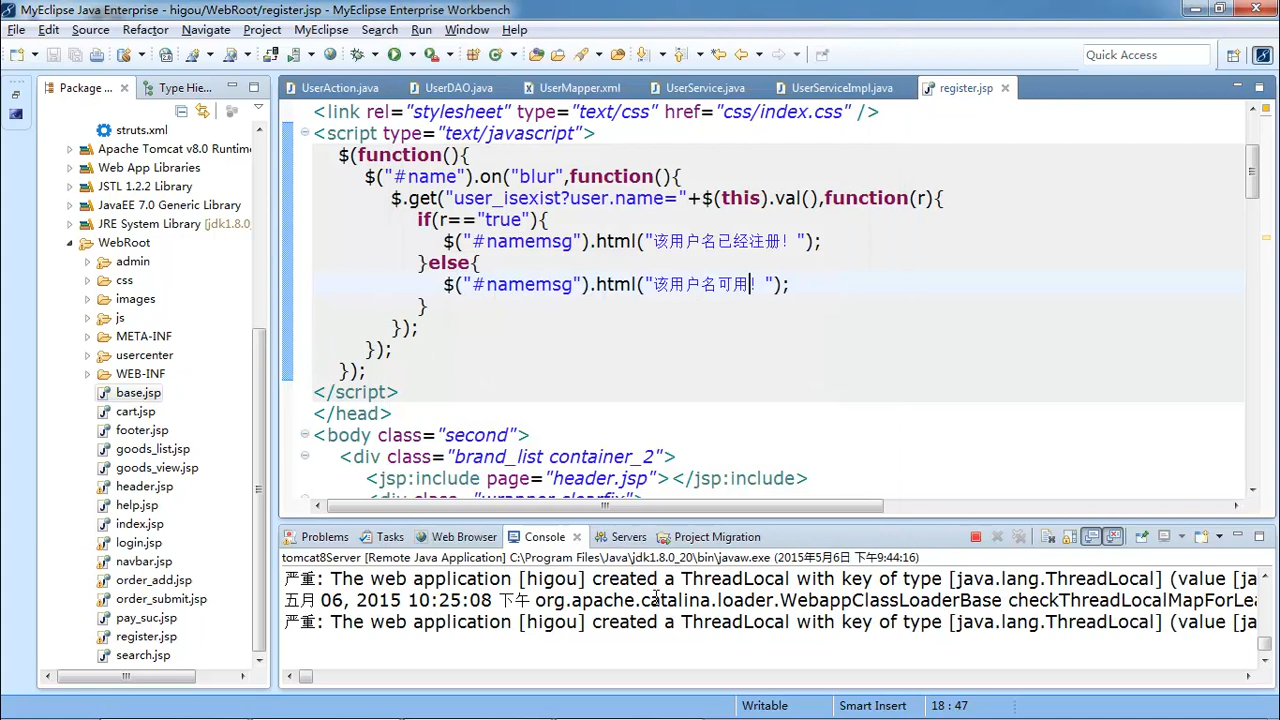 MyEclipse Java Enterprise - higou/WebRoot/register.jsp - MyEclipse Enterprise Workbench
File Edit Source Refactor Navigate Project MyEclipse Search Run Window Help
Quick Access
Package ...
Type Hie...
struts.xml
Apache Tomcat v8.0 Runtime
Web App Libraries
JSTL 1.2.2 Library
JavaEE 7.0 Generic Library
JRE System Library [jdk1.8.0_
WebRoot
admin
css
images
js
META-INF
usercenter
WEB-INF
base.jsp
cart.jsp
footer.jsp
goods_list.jsp
goods_view.jsp
header.jsp
help.jsp
index.jsp
login.jsp
navbar.jsp
order_add.jsp
order_submit.jsp
pay_suc.jsp
register.jsp
search.jsp
UserAction.java UserDAO.java UserMapper.xml UserService.java UserServiceImpl.java register.jsp
<link rel="stylesheet" type="text/css" href="css/index.css" />
<script type="text/javascript">
$(function(){
$("#name").on("blur",function(){
$.get("user_isexist?user.name="+$(this).val(),function(r){
if(r=="true"){
$("#namemsg").html("该用户名已经注册！");
}else{
$("#namemsg").html("该用户名可用！");
}
});
});
});
</script>
</head>
<body class="second">
<div class="brand_list container_2">
<jsp:include page="header.jsp"></jsp:include>
<div class="wrapper clearfix">
Problems Tasks Web Browser Console Servers Project Migration
tomcat8Server [Remote Java Application] C:\Program Files\Java\jdk1.8.0_20\bin\javaw.exe (2015年5月6日 下午9:44:16)
严重: The web application [higou] created a ThreadLocal with key of type [java.lang.ThreadLocal] (value [ja
五月 06, 2015 10:25:08 下午 org.apache.catalina.loader.WebappClassLoaderBase checkThreadLocalMapForLea
严重: The web application [higou] created a ThreadLocal with key of type [java.lang.ThreadLocal] (value [ja
Writable Smart Insert 18 : 47